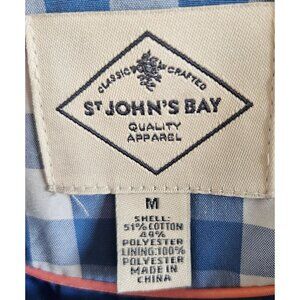 CLASSIC CRAFTED
ST JOHN'S BAY
QUALITY
APPAREL
M
SHELL:
51% COTTON
49%
POLYESTER
LINING:100%
POLYESTER
MADE IN
CHINA